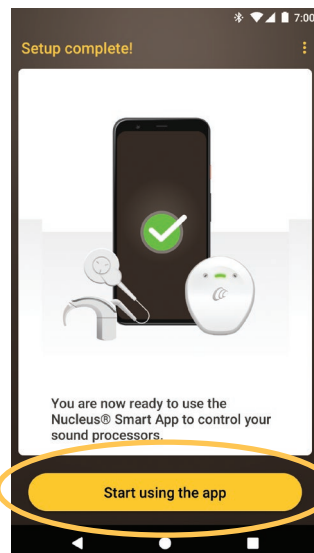 7:00
Setup complete!
You are now ready to use the
Nucleus® Smart App to control your
sound processors.
Start using the app